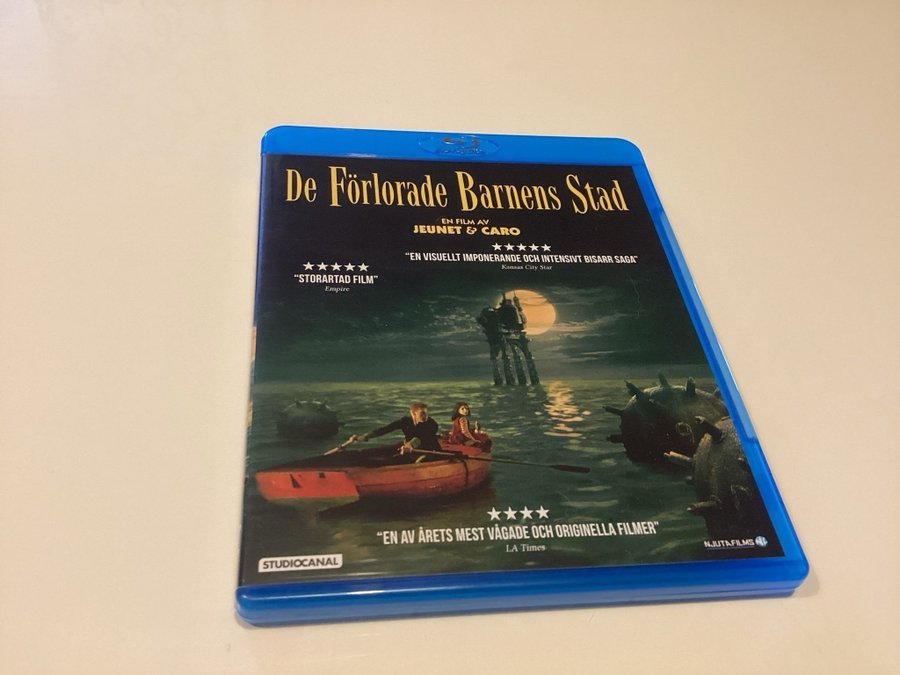 De Förlorade Barnens Stad
EN FILM AV
JEUNET & CARO
"EN VISUELLT IMPONERANDE OCH INTENSIVT BISARR SAGA"
Kansas City Star
"STORARTAD FILM"
Empire
"EN AV ÅRETS MEST VÅGADE OCH ORIGINELLA FILMER"
LA Times
STUDIOCANAL
NJUTAFILMS